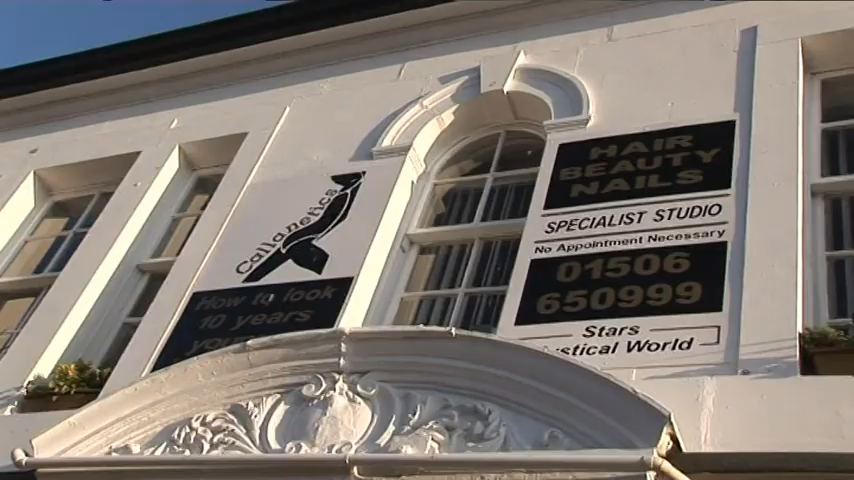 Callanetics
How to look
10 years
HAIR
BEAUTY
NAILS
SPECIALIST STUDIO
No Appointment Necessary
01506
650999
Stars
World